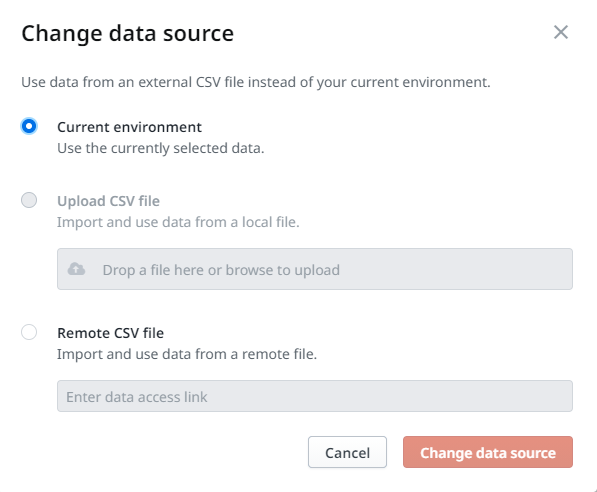 Change data source
Use data from an external CSV file instead of your current environment.
Current environment
Use the currently selected data.
Upload CSV file
Import and use data from a local file.
Drop a file here or browse to upload
Remote CSV file
Import and use data from a remote file.
Enter data access link
Cancel
Change data source